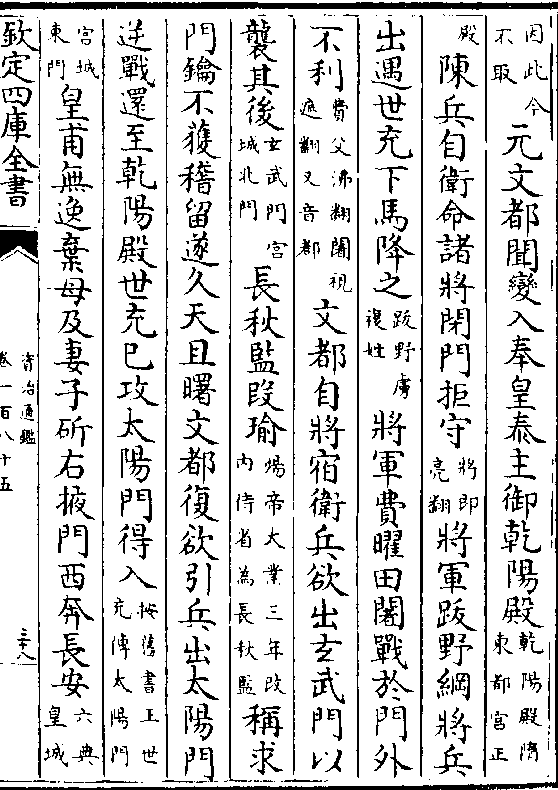 因此今不取元文都聞變入奉皇泰主御乾陽殿乾陽殿隋東都宫正
殿陳兵自衛命諸將閉門拒守將即亮翻將軍跋野綱將兵
出遇世充下馬降之跋野虜複姓將軍費曜田闍戰於門外
不利費父沸翻闍視遮翻又音都文都自將宿衛兵欲出玄武門以
襲其後玄武門宫城北門長秋監段瑜煬帝大業三年改内侍省為長秋監稱求
門鑰不獲稽留遂久天且曙文都復欲引兵出太陽門
逆戰還至乾陽殿世充已攻太陽門得入按舊書王世充傳太陽門
宫城東門皇甫無逸棄母及妻子斫右掖門西奔長安六典皇城
欽定四庫全書
資治通鑑
卷一百八十五
三十八